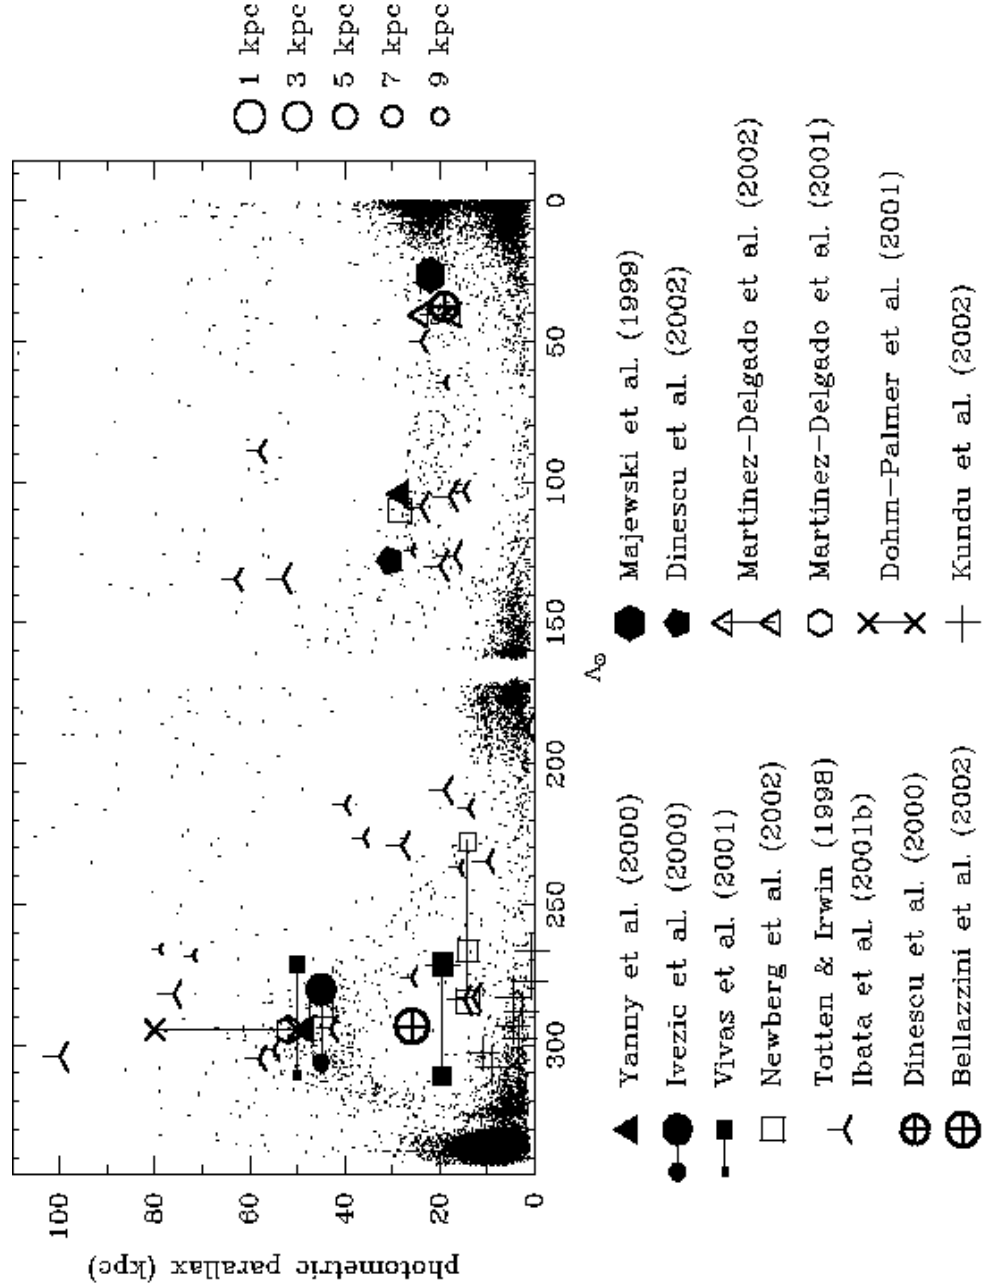 photometric parallax (kpc)
100
80
60
40
20
0
300
250
200
150
100
50
0
Λ⊙
1 kpc
3 kpc
5 kpc
7 kpc
9 kpc
Yanny et al. (2000)
Ivezic et al. (2000)
Vivas et al. (2001)
Newberg et al. (2002)
Totten & Irwin (1998)
Ibata et al. (2001b)
Dinescu et al. (2000)
Bellazzini et al. (2002)
Majewski et al. (1999)
Dinescu et al. (2002)
Martinez-Delgado et al. (2002)
Martinez-Delgado et al. (2001)
Dohm-Palmer et al. (2001)
Kundu et al. (2002)